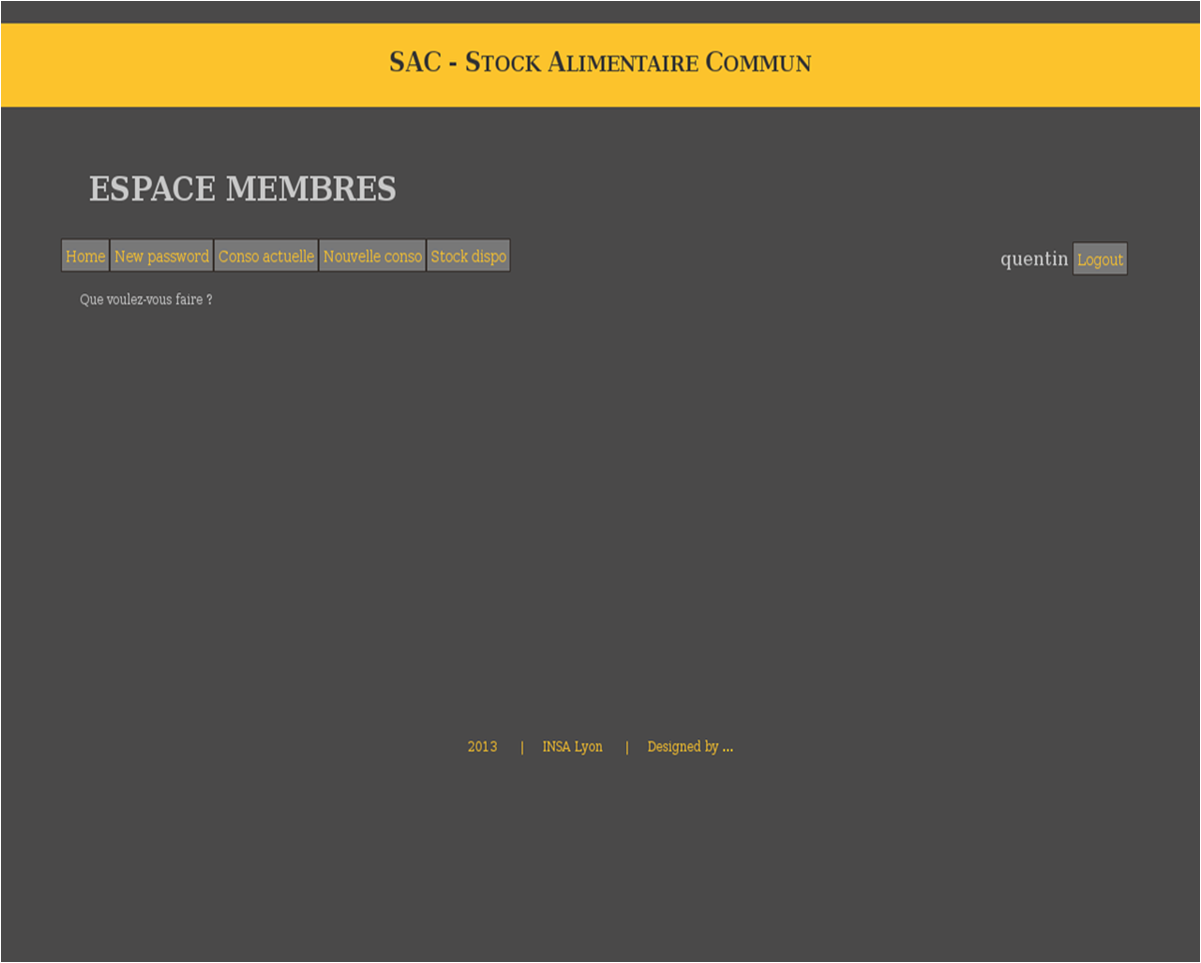 SAC - Stock Alimentaire Commun
ESPACE MEMBRES
Home New password Conso actuelle Nouvelle conso Stock dispo quentin Logout
Que voulez-vous faire ?
2013 | INSA Lyon | Designed by ...